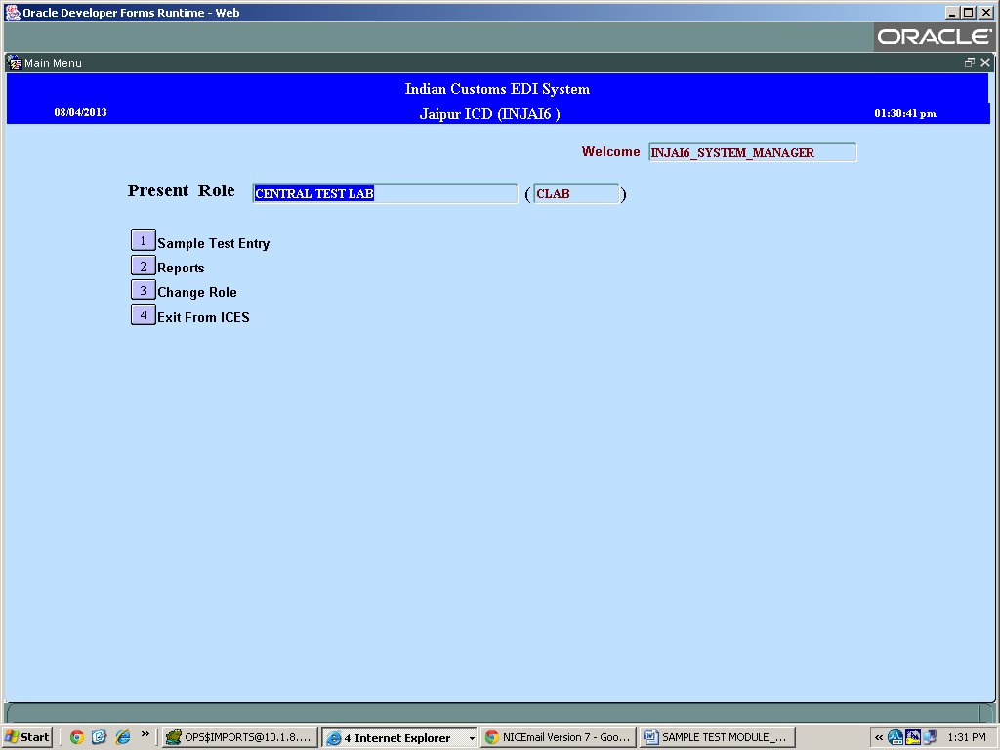 Oracle Developer Forms Runtime - Web
ORACLE
Main Menu
Indian Customs EDI System
08/04/2013 Jaipur ICD (INJAI6 ) 01:30:41 pm
Welcome INJAI6_SYSTEM_MANAGER
Present Role CENTRAL TEST LAB ( CLAB )
1 Sample Test Entry
2 Reports
3 Change Role
4 Exit From ICES
Start » OPS$IMPORTS@10.1.8.... 4 Internet Explorer NICEmail Version 7 - Goo... SAMPLE TEST MODULE_... « 1:31 PM